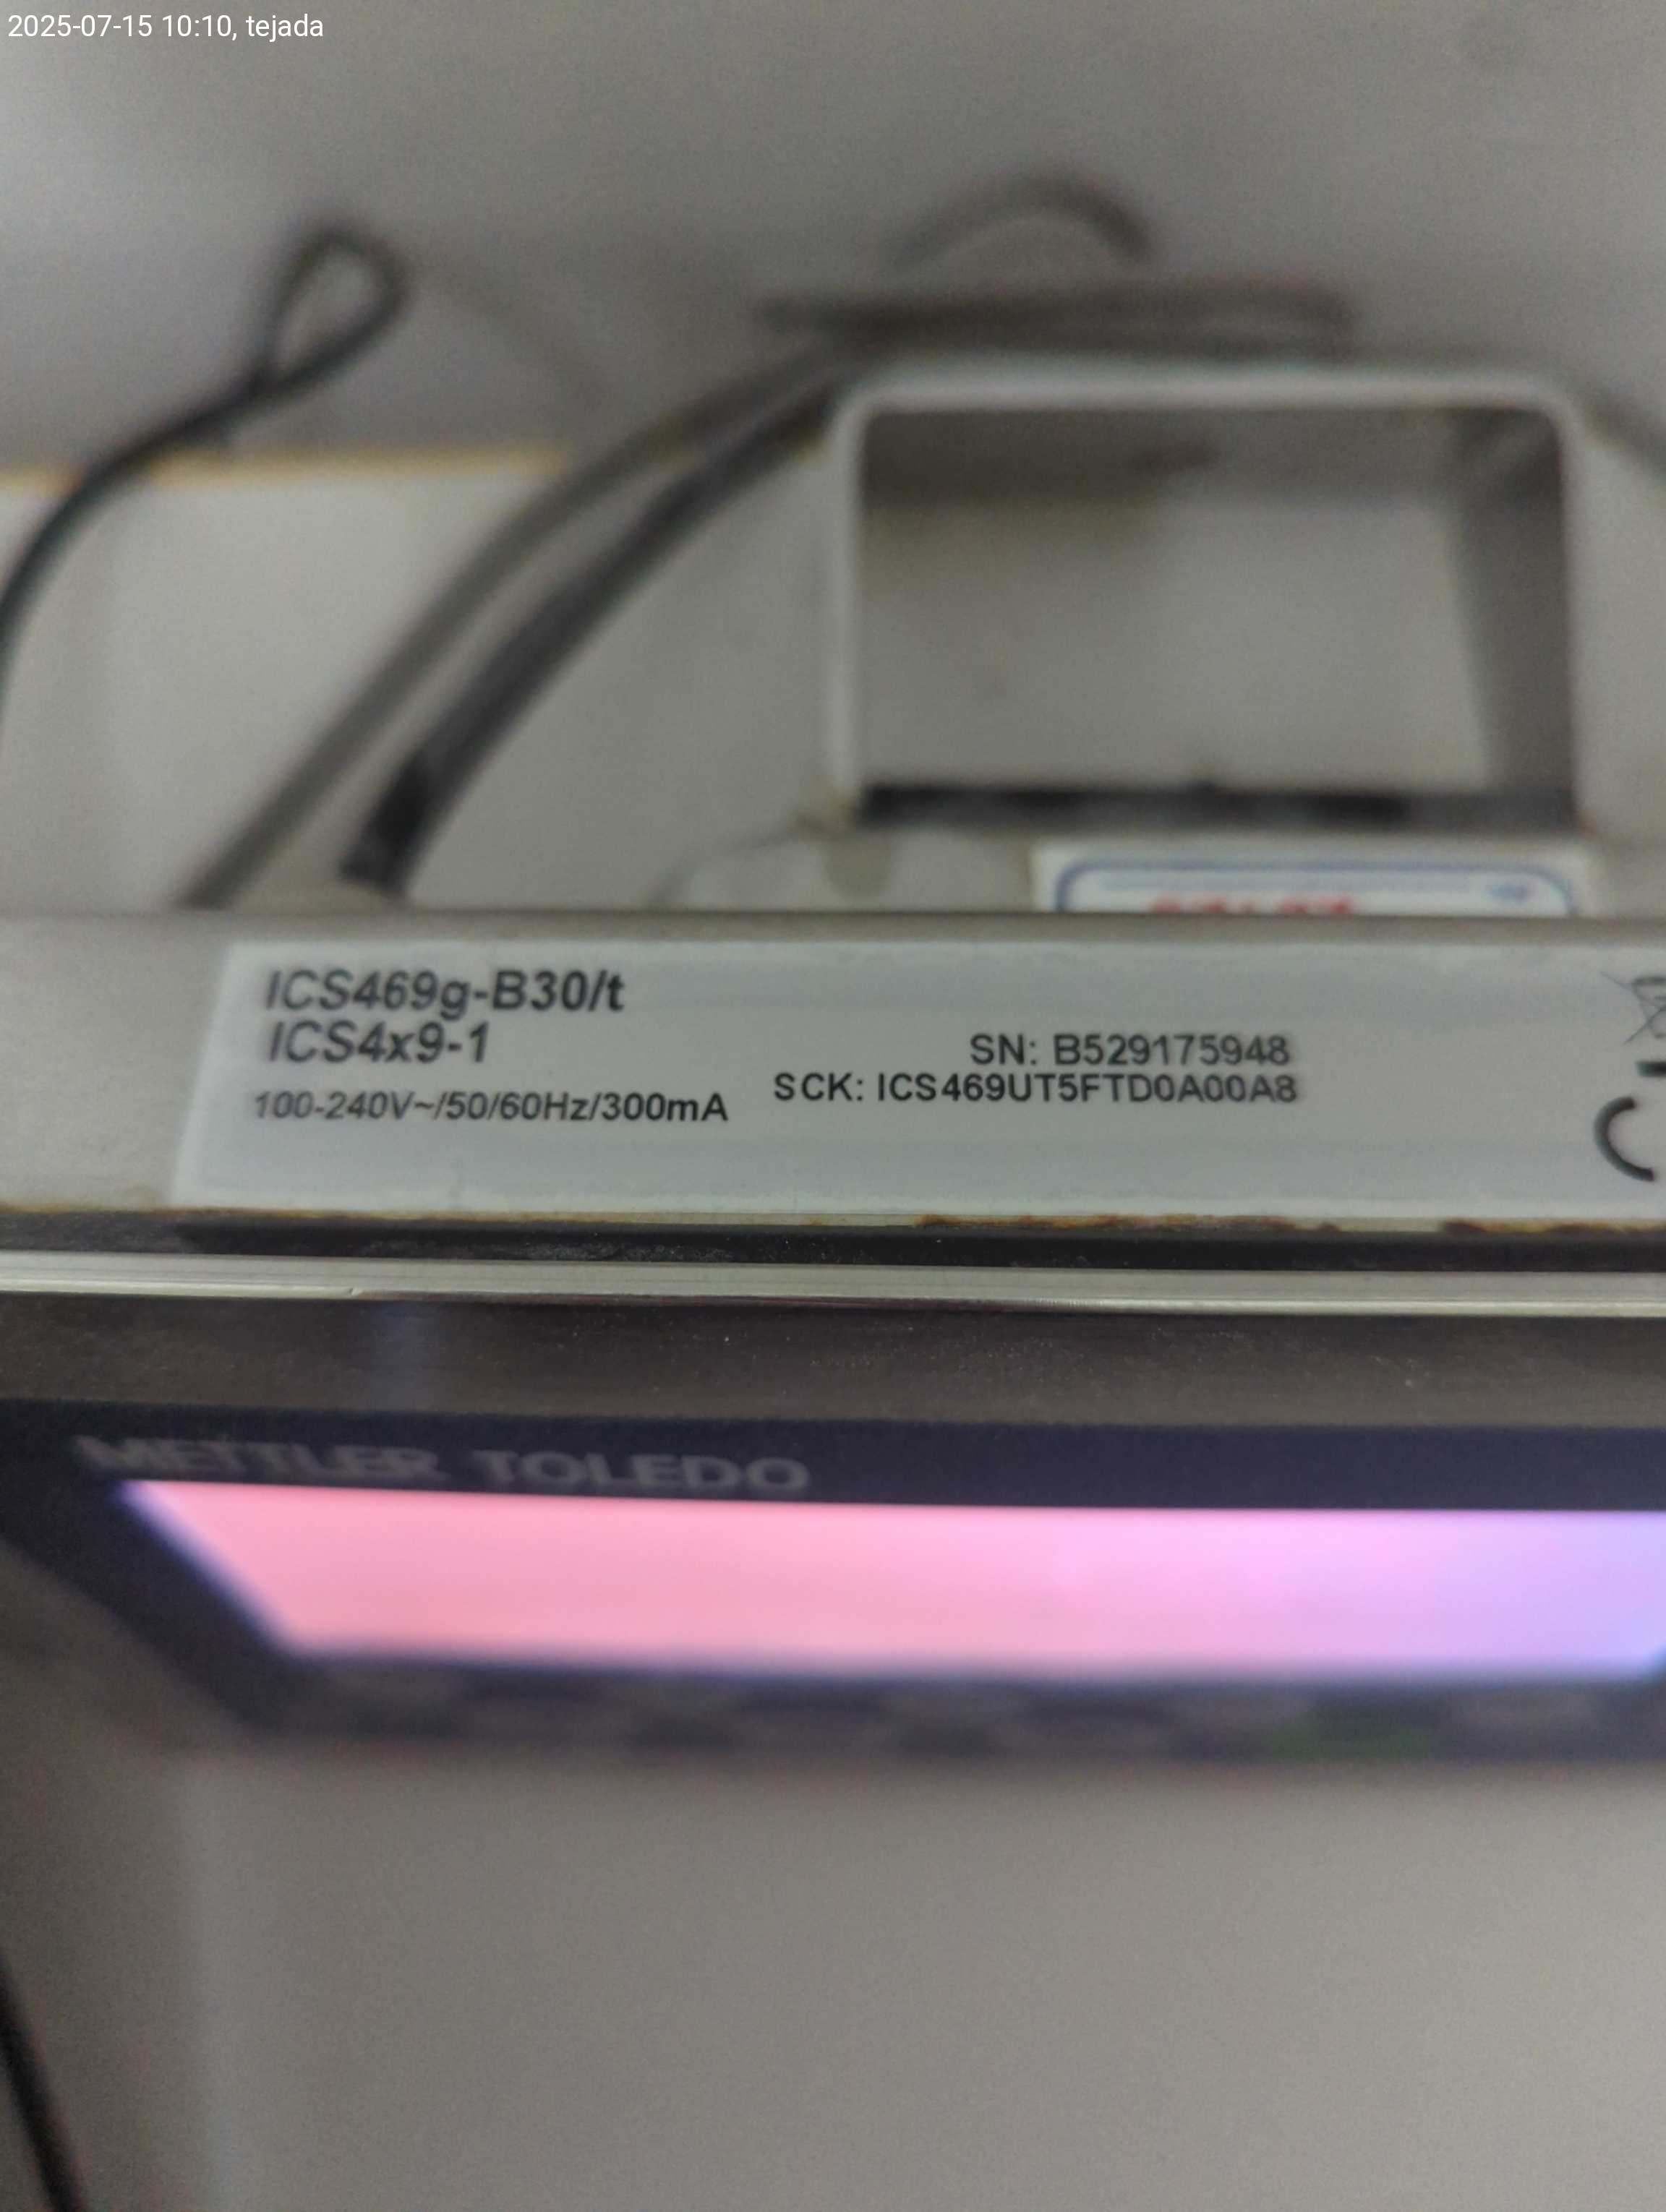 2025-07-15 10:10, tejada
ICS469g-B30/t
ICS4x9-1
100-240V~/50/60Hz/300mA
SN: B529175948
SCK: ICS469UT5FTD0A00A8
METTLER TOLEDO